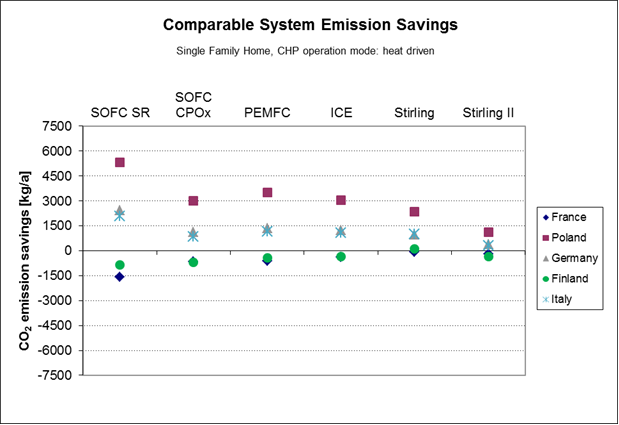 Comparable System Emission Savings
Single Family Home, CHP operation mode: heat driven
SOFC SR
SOFC CPOx
PEMFC
ICE
Stirling
Stirling II
CO2 emission savings [kg/a]
7500
6000
4500
3000
1500
0
-1500
-3000
-4500
-6000
-7500
France
Poland
Germany
Finland
Italy